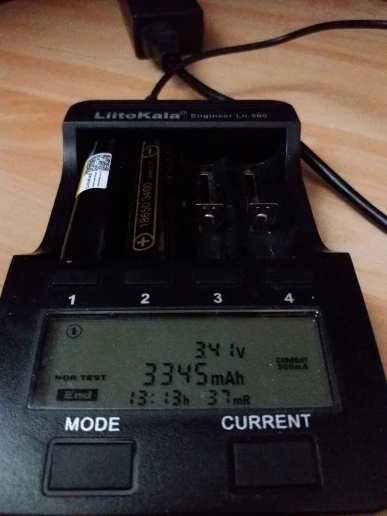 LiitoKala® Engineer Lii-500
18650 3400
1 2 3 4
1
3.41V
CURRENT
500mA
NOR TEST
3345mAh
End
13:13h 37mR
MODE CURRENT